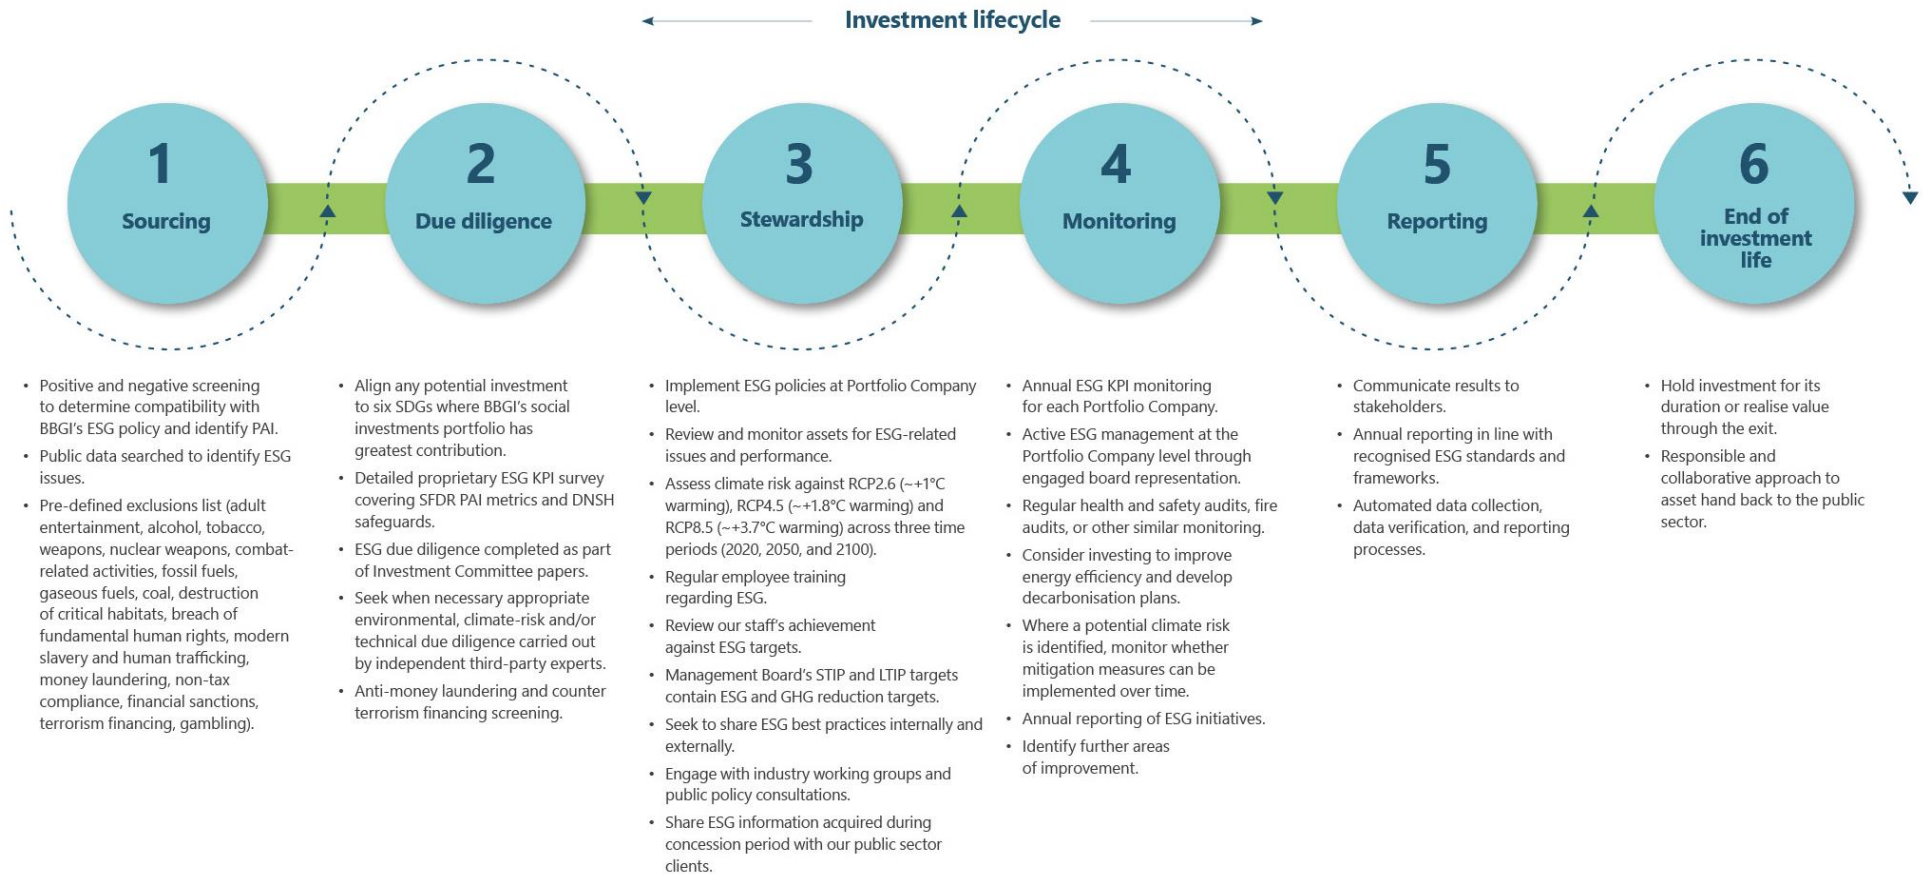 Investment lifecycle
1
Sourcing
2
Due diligence
3
Stewardship
4
Monitoring
5
Reporting
6
End of
investment
life
• Positive and negative screening
to determine compatibility with
BBGI's ESG policy and identify PAI.
• Public data searched to identify ESG
issues.
• Pre-defined exclusions list (adult
entertainment, alcohol, tobacco,
weapons, nuclear weapons, combat-
related activities, fossil fuels,
gaseous fuels, coal, destruction
of critical habitats, breach of
fundamental human rights, modern
slavery and human trafficking,
money laundering, non-tax
compliance, financial sanctions,
terrorism financing, gambling).
• Align any potential investment
to six SDGs where BBGI's social
investments portfolio has
greatest contribution.
• Detailed proprietary ESG KPI survey
covering SFDR PAI metrics and DNSH
safeguards.
• ESG due diligence completed as part
of Investment Committee papers.
• Seek when necessary appropriate
environmental, climate-risk and/or
technical due diligence carried out
by independent third-party experts.
• Anti-money laundering and counter
terrorism financing screening.
• Implement ESG policies at Portfolio Company
level.
• Review and monitor assets for ESG-related
issues and performance.
• Assess climate risk against RCP2.6 (~+1°C
warming), RCP4.5 (~+1.8°C warming) and
RCP8.5 (~+3.7°C warming) across three time
periods (2020, 2050, and 2100).
• Regular employee training
regarding ESG.
• Review our staff's achievement
against ESG targets.
• Management Board's STIP and LTIP targets
contain ESG and GHG reduction targets.
• Seek to share ESG best practices internally and
externally.
• Engage with industry working groups and
public policy consultations.
• Share ESG information acquired during
concession period with our public sector
clients.
• Annual ESG KPI monitoring
for each Portfolio Company.
• Active ESG management at the
Portfolio Company level through
engaged board representation.
• Regular health and safety audits, fire
audits, or other similar monitoring.
• Consider investing to improve
energy efficiency and develop
decarbonisation plans.
• Where a potential climate risk
is identified, monitor whether
mitigation measures can be
implemented over time.
• Annual reporting of ESG initiatives.
• Identify further areas
of improvement.
• Communicate results to
stakeholders.
• Annual reporting in line with
recognised ESG standards and
frameworks.
• Automated data collection,
data verification, and reporting
processes.
• Hold investment for its
duration or realise value
through the exit.
• Responsible and
collaborative approach to
asset hand back to the public
sector.